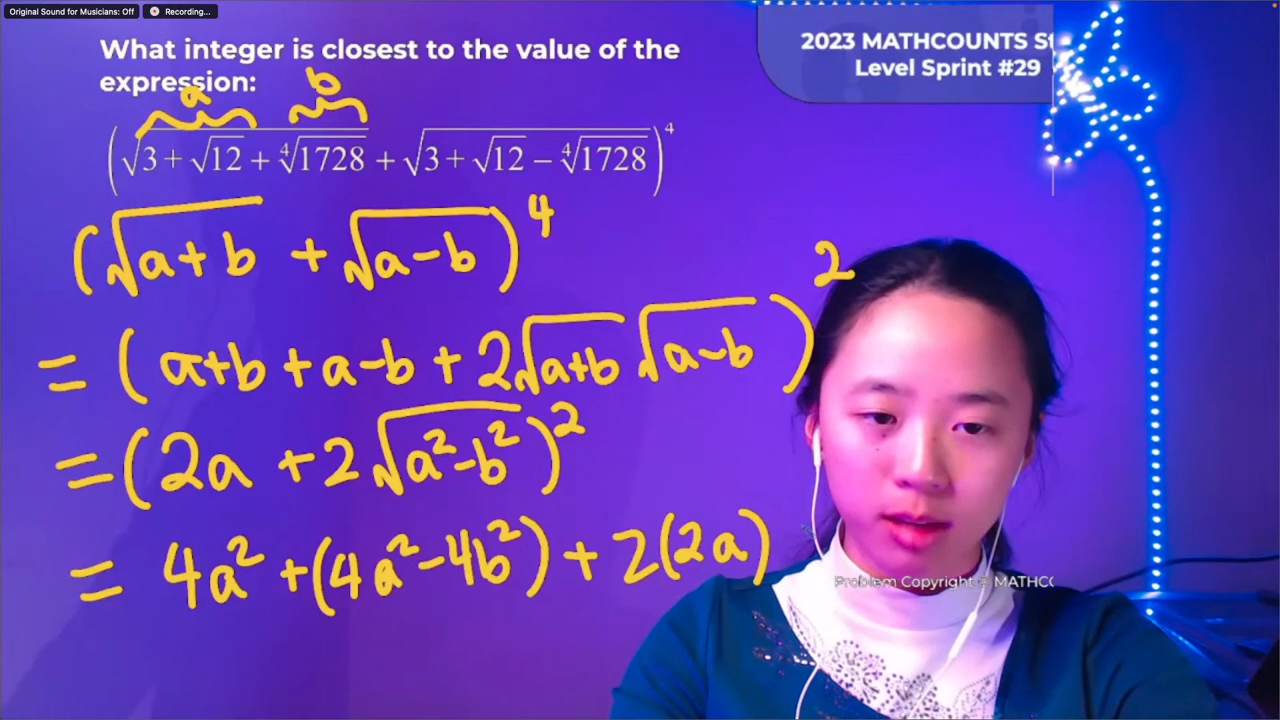 Original Sound for Musicians: Off Recording...
What integer is closest to the value of the
expression:
2023 MATHCOUNTS
Level Sprint #29
a b
(√(3 + √12 + ∜1728) + √(3 + √12 − ∜1728))⁴
(√(a+b) + √(a−b))⁴
= (a+b + a−b + 2√(a+b) √(a−b))²
= (2a + 2√(a²−b²))²
= 4a² + (4a²−4b²) + 2(2a)
Problem Copyright ©